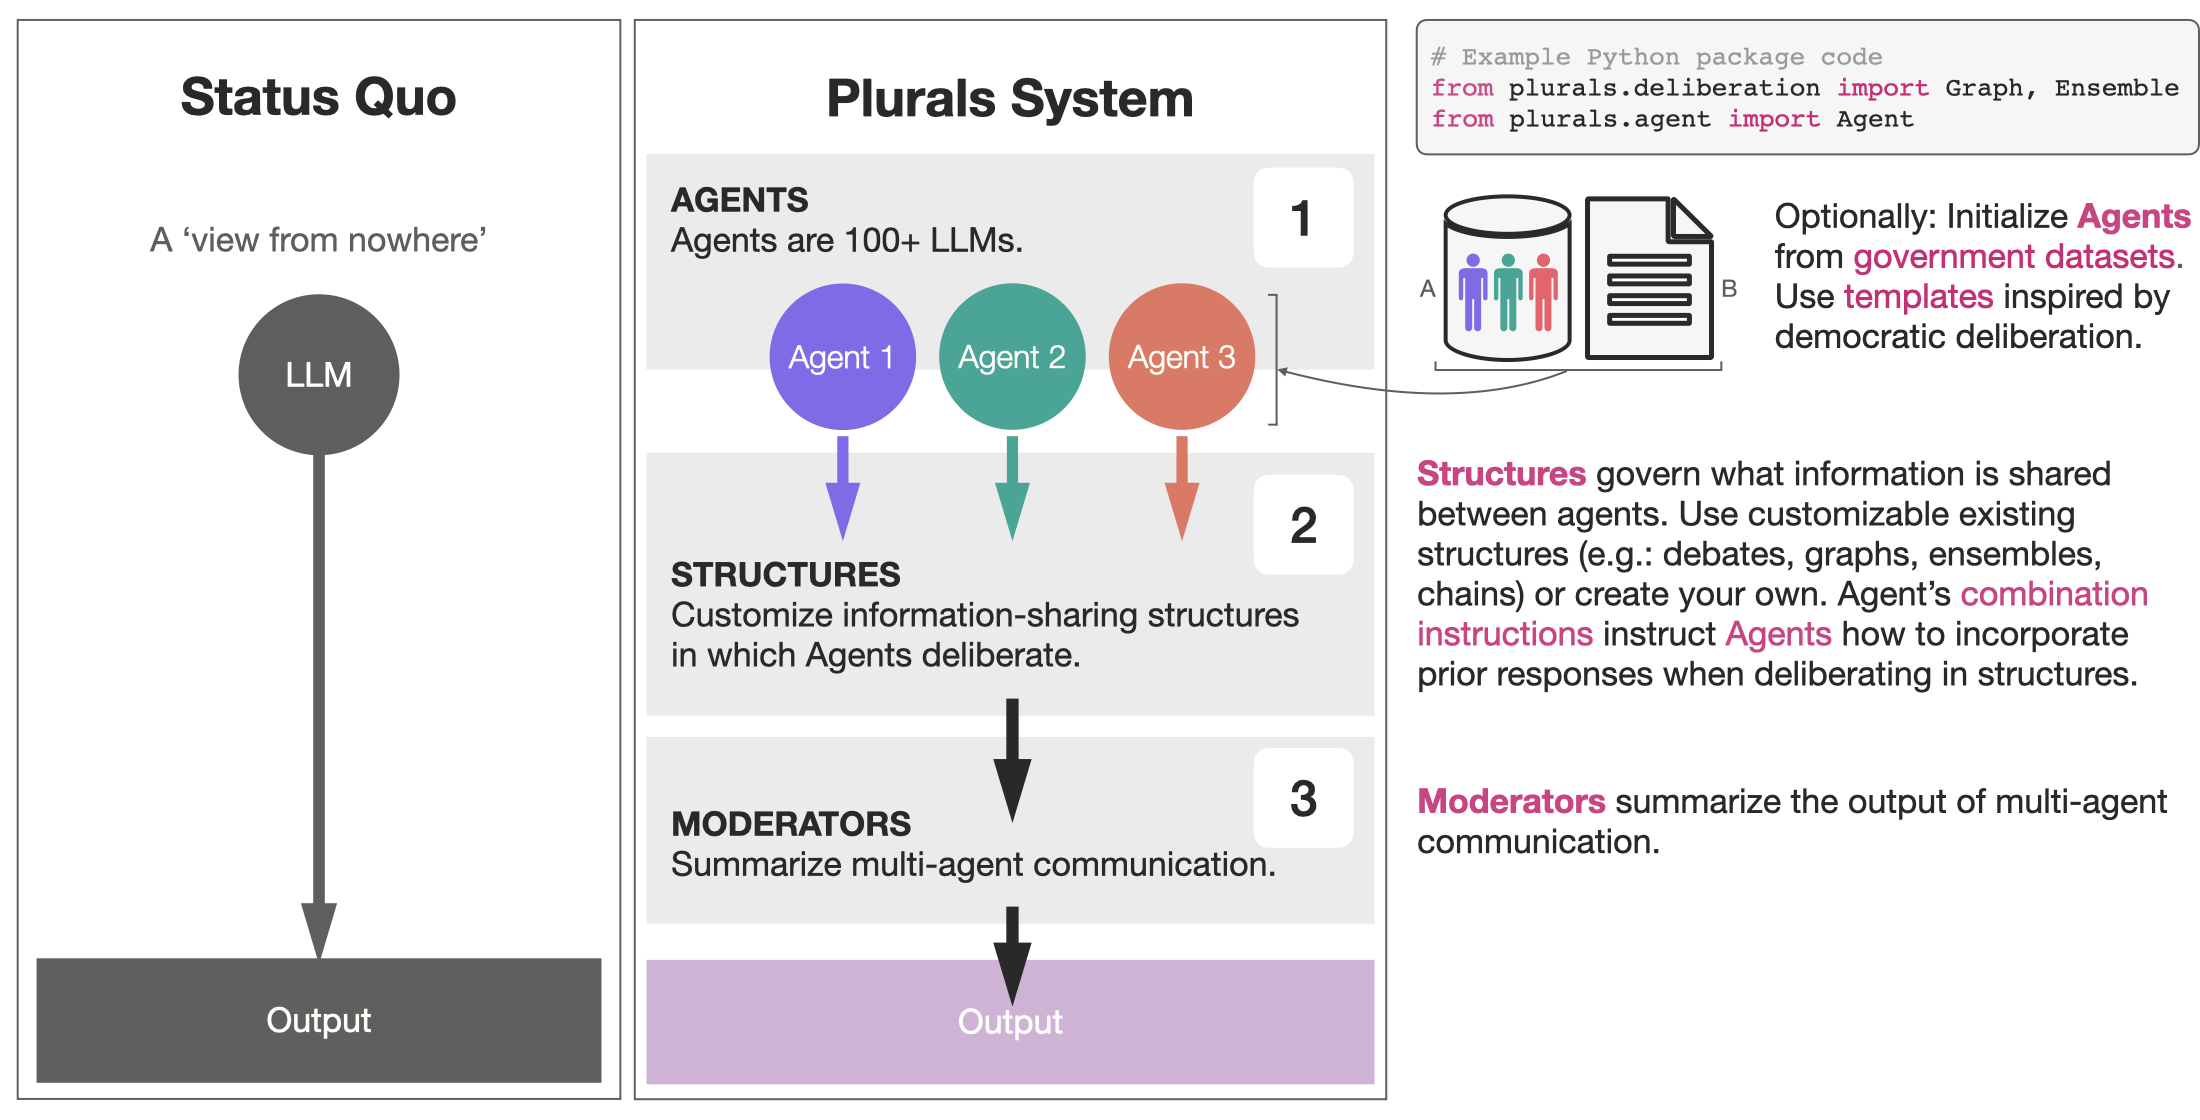 Status Quo
A ‘view from nowhere’
LLM
Output
Plurals System
AGENTS
Agents are 100+ LLMs.
1
Agent 1
Agent 2
Agent 3
2
STRUCTURES
Customize information-sharing structures
in which Agents deliberate.
3
MODERATORS
Summarize multi-agent communication.
Output
# Example Python package code
from plurals.deliberation import Graph, Ensemble
from plurals.agent import Agent
A
B
Optionally: Initialize Agents
from government datasets.
Use templates inspired by
democratic deliberation.
Structures govern what information is shared
between agents. Use customizable existing
structures (e.g.: debates, graphs, ensembles,
chains) or create your own. Agent’s combination
instructions instruct Agents how to incorporate
prior responses when deliberating in structures.
Moderators summarize the output of multi-agent
communication.